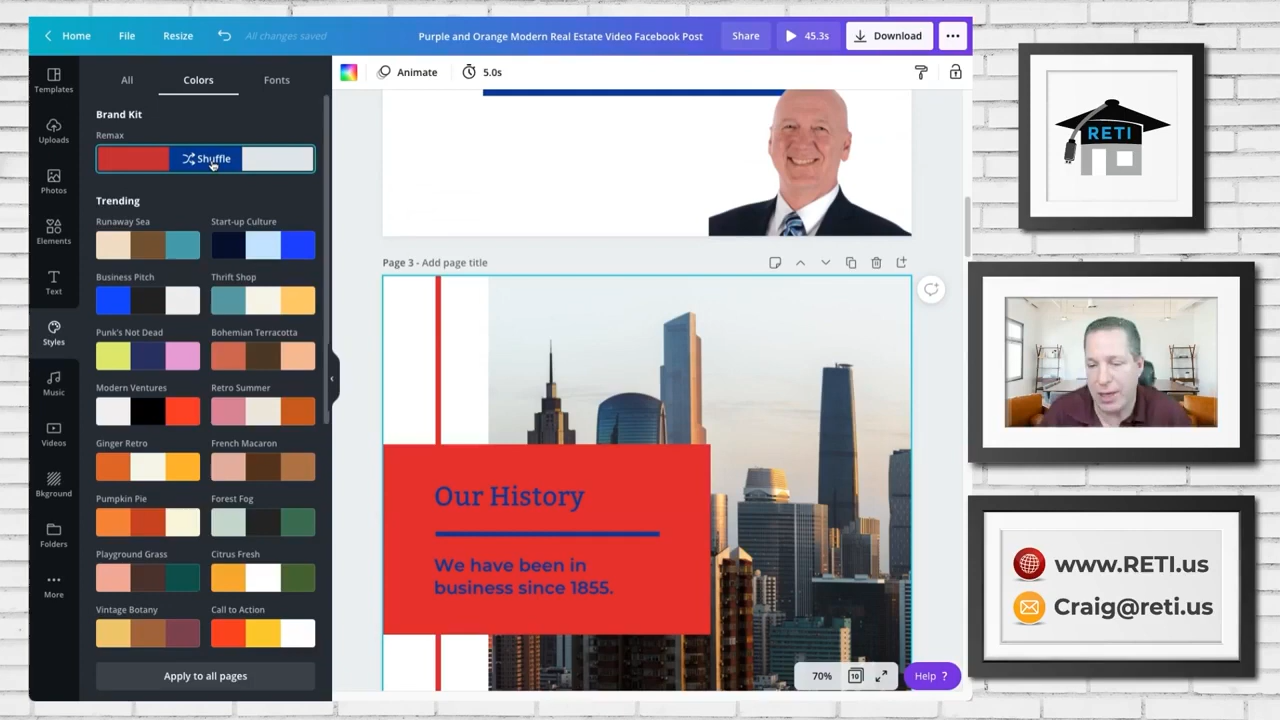 Home
File
Resize
All changes saved
Purple and Orange Modern Real Estate Video Facebook Post
Share
45.3s
Download
Templates
Uploads
Photos
Elements
Text
Styles
Music
Videos
Bkground
Folders
More
All
Colors
Fonts
Brand Kit
Remax
Shuffle
Trending
Runaway Sea
Start-up Culture
Business Pitch
Thrift Shop
Punk's Not Dead
Bohemian Terracotta
Modern Ventures
Retro Summer
Ginger Retro
French Macaron
Pumpkin Pie
Forest Fog
Playground Grass
Citrus Fresh
Vintage Botany
Call to Action
Apply to all pages
Animate
5.0s
Page 3 - Add page title
Our History
We have been in
business since 1855.
70%
10
Help ?
RETI
www.RETI.us
Craig@reti.us